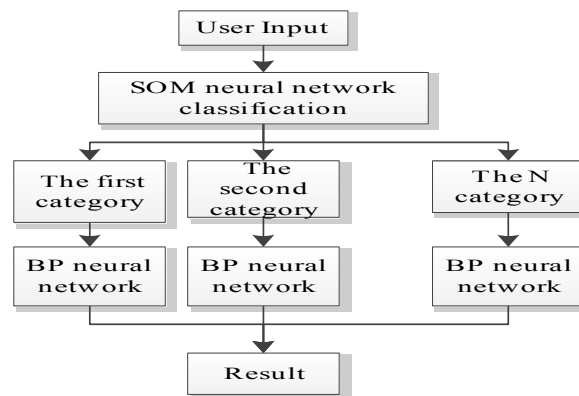 User Input
SOM neural network
classification
The first
category
The
second
category
The N
category
BP neural
network
BP neural
network
BP neural
network
Result